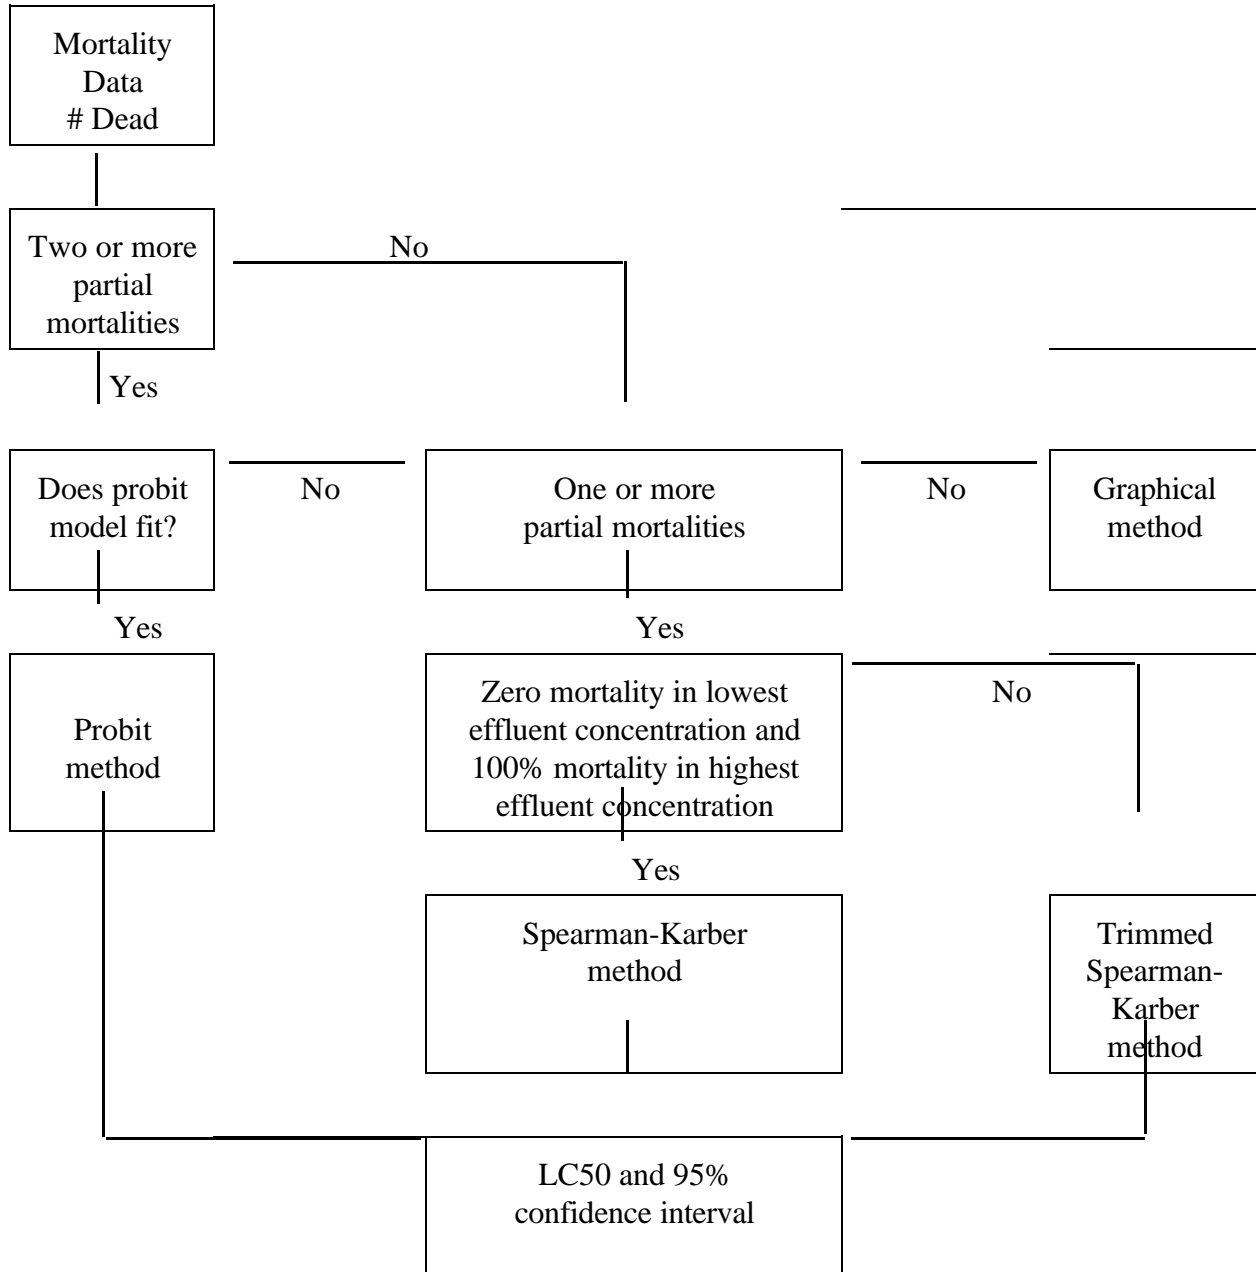 Mortality
Data
# Dead
Two or more
partial
mortalities
No
Yes
Does probit
model fit?
No
One or more
partial mortalities
No
Graphical
method
Yes
Yes
Probit
method
Zero mortality in lowest
effluent concentration and
100% mortality in highest
effluent concentration
No
Yes
Spearman-Karber
method
Trimmed
Spearman-
Karber
method
LC50 and 95%
confidence interval